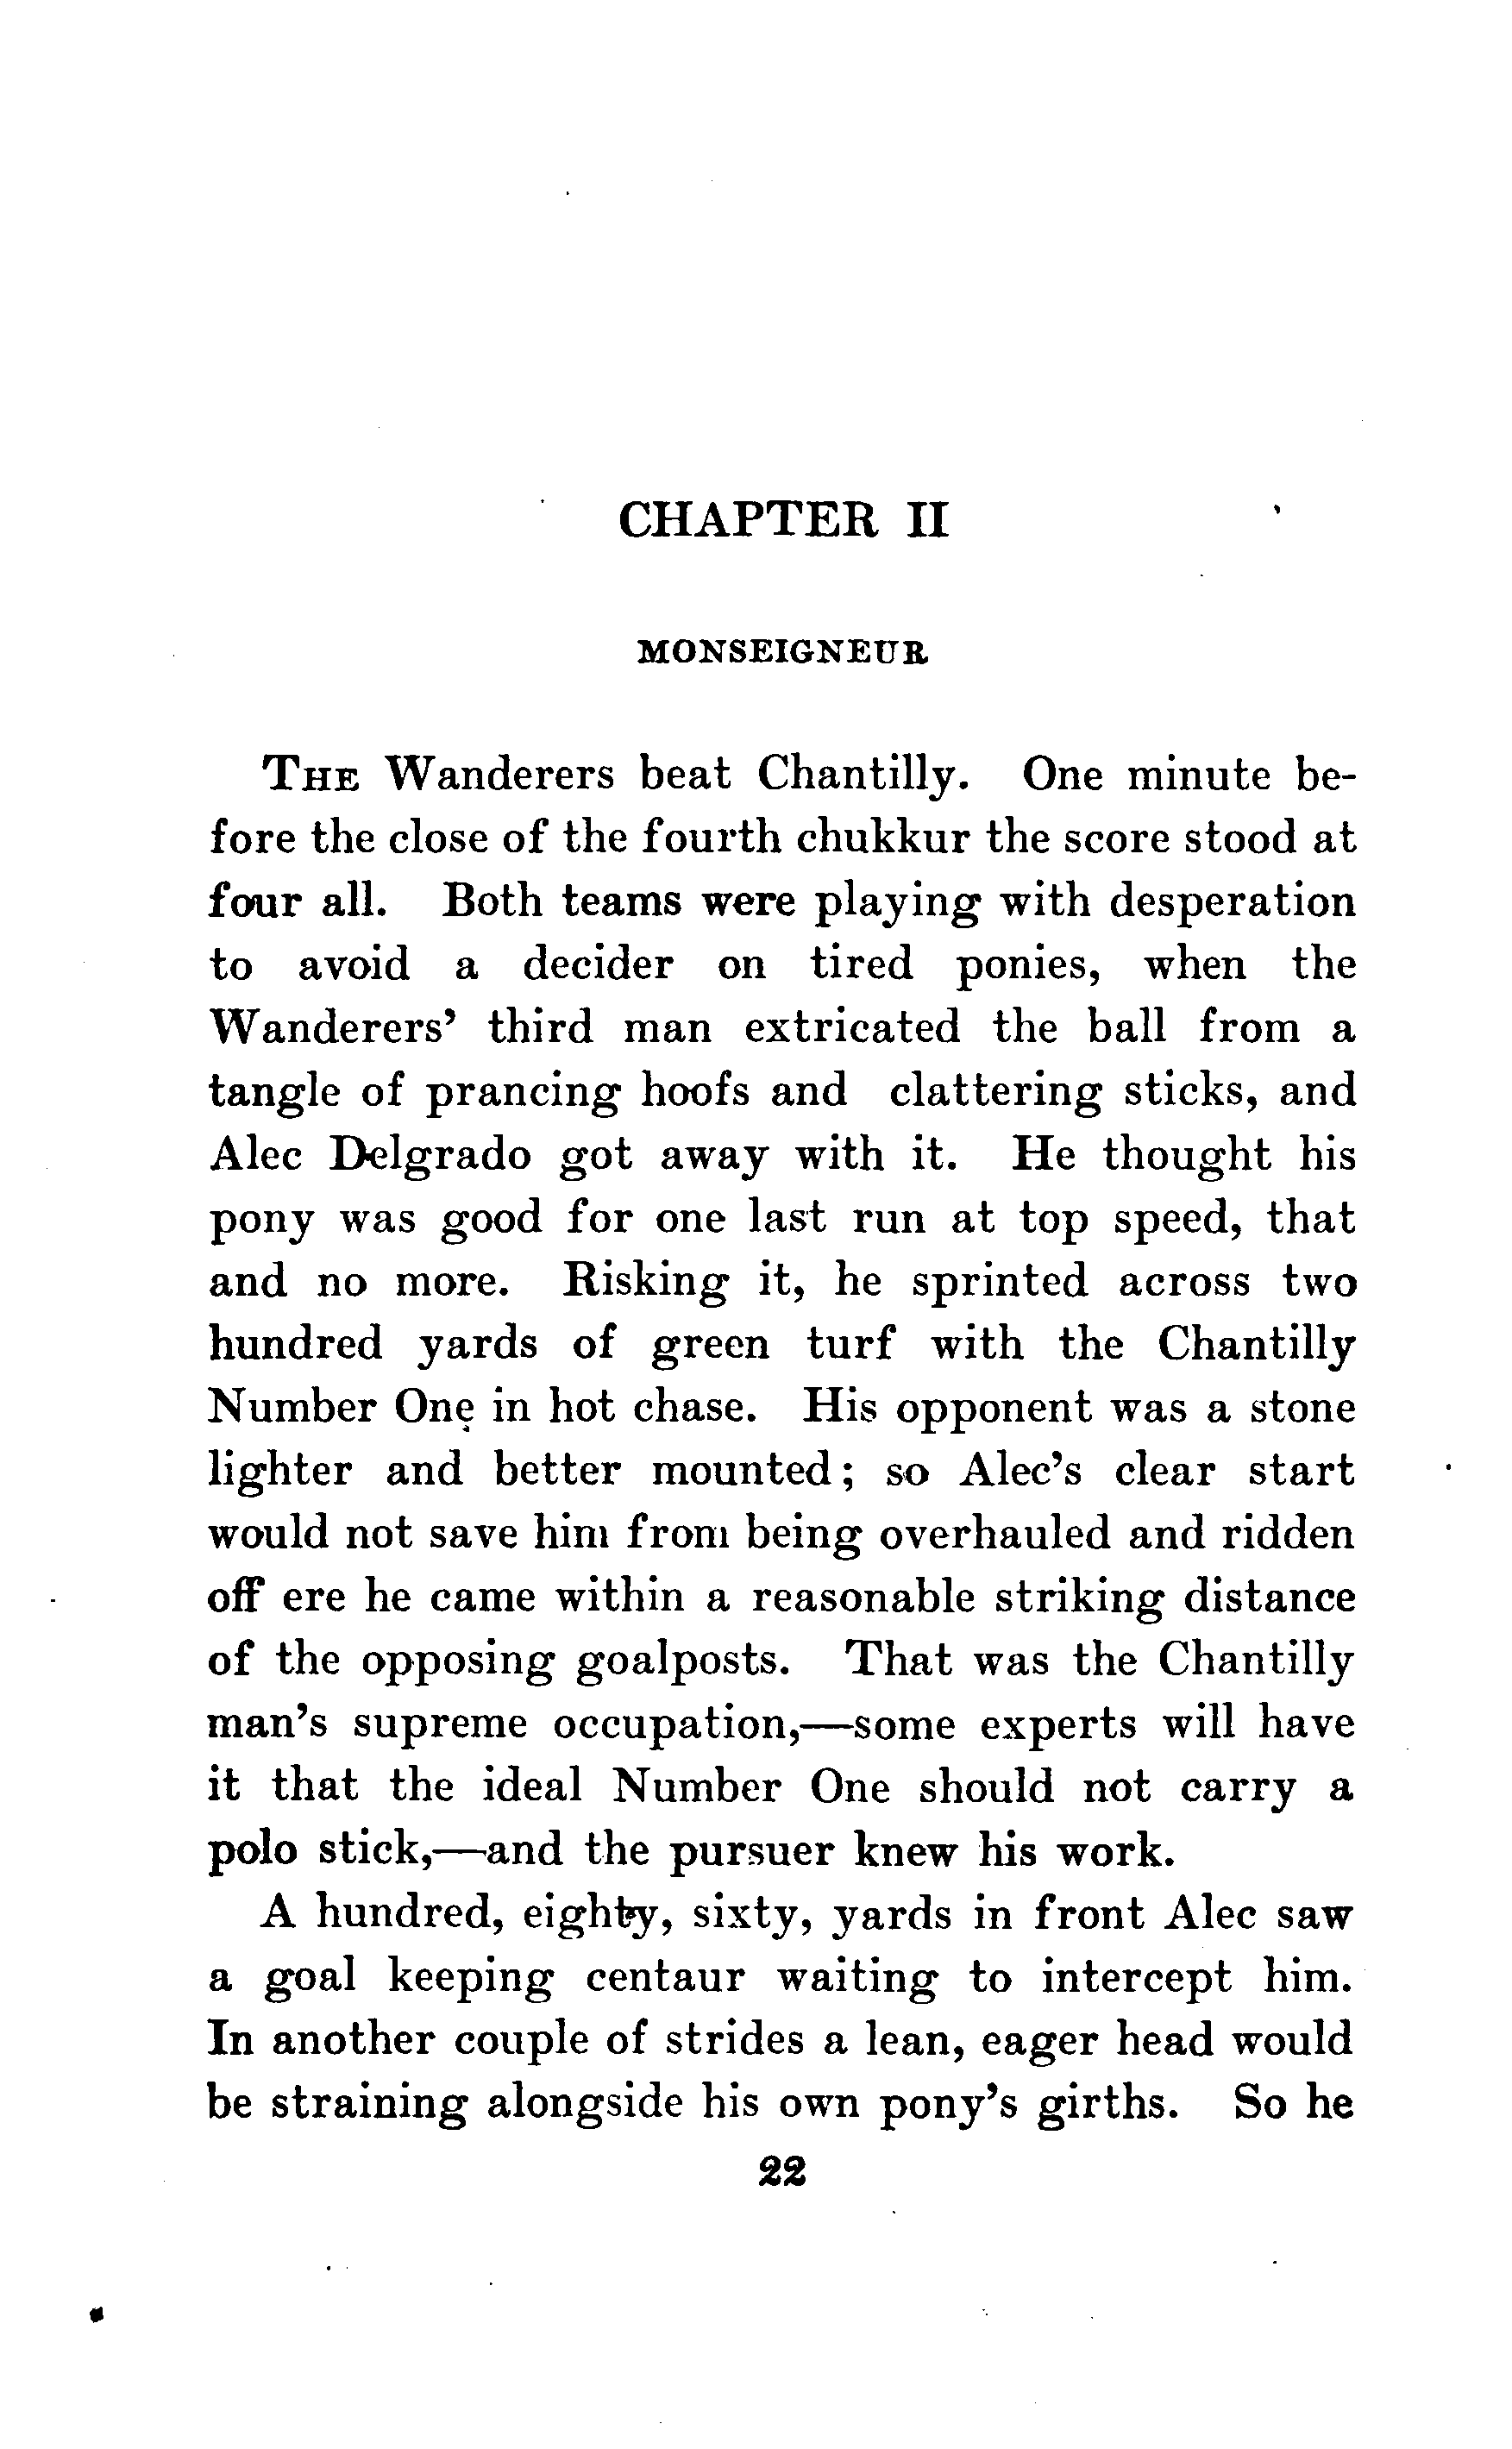 CHAPTER II
MONSEIGNEUR
THE Wanderers beat Chantilly. One minute be-
fore the close of the fourth chukkur the score stood at
four all. Both teams were playing with desperation
to avoid a decider on tired ponies, when the
Wanderers' third man extricated the ball from a
tangle of prancing hoofs and clattering sticks, and
Alec Delgrado got away with it. He thought his
pony was good for one last run at top speed, that
and no more. Risking it, he sprinted across two
hundred yards of green turf with the Chantilly
Number One in hot chase. His opponent was a stone
lighter and better mounted; so Alec's clear start
would not save him from being overhauled and ridden
off ere he came within a reasonable striking distance
of the opposing goalposts. That was the Chantilly
man's supreme occupation,—some experts will have
it that the ideal Number One should not carry a
polo stick,—and the pursuer knew his work.
A hundred, eighty, sixty, yards in front Alec saw
a goal keeping centaur waiting to intercept him.
In another couple of strides a lean, eager head would
be straining alongside his own pony's girths. So he
22